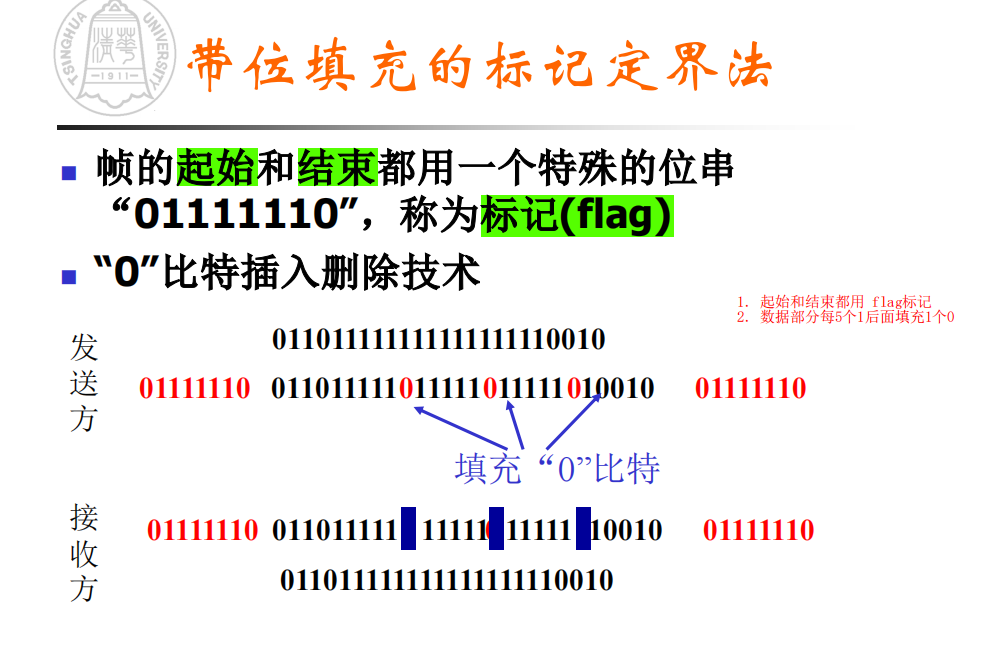 TSINGHUA UNIVERSITY
清華
-1911-
带位填充的标记定界法
■ 帧的起始和结束都用一个特殊的位串
“01111110”，称为标记(flag)
■ “0”比特插入删除技术
1. 起始和结束都用 flag标记
2. 数据部分每5个1后面填充1个0
发送方
011011111111111111110010
01111110 011011111011111011111010010 01111110
填充“0”比特
接收方
01111110 011011111 11111 11111 10010 01111110
011011111111111111110010